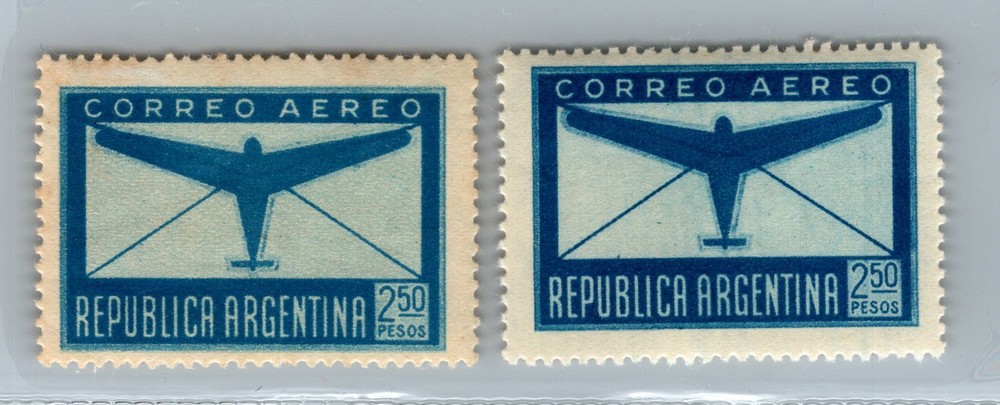 CORREO AEREO
REPUBLICA ARGENTINA 2.50 PESOS
CORREO AEREO
REPUBLICA ARGENTINA 2.50 PESOS